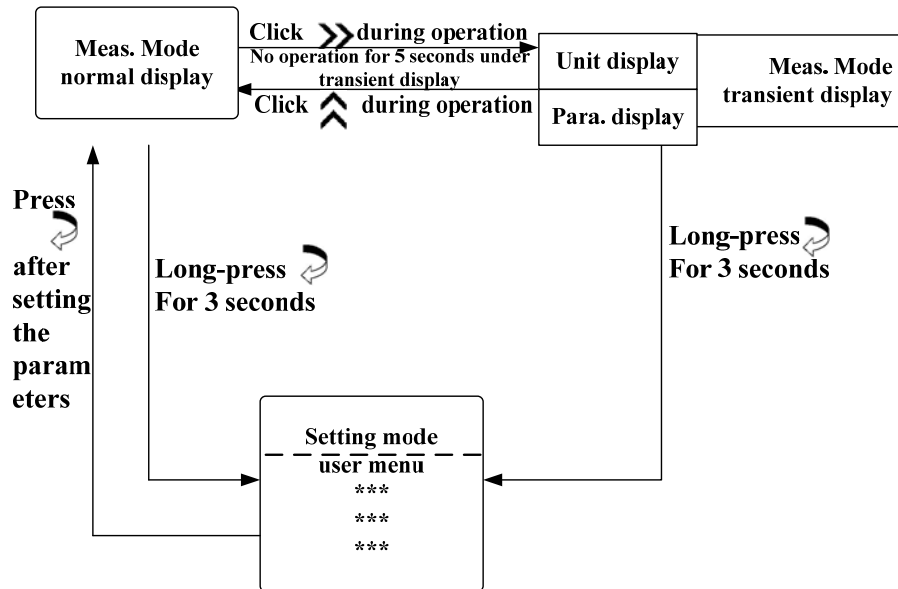 Meas. Mode
normal display
Click during operation
No operation for 5 seconds under
transient display
Click during operation
Unit display
Para. display
Meas. Mode
transient display
Press
after
setting
the
param
eters
Long-press
For 3 seconds
Long-press
For 3 seconds
Setting mode
user menu
***
***
***